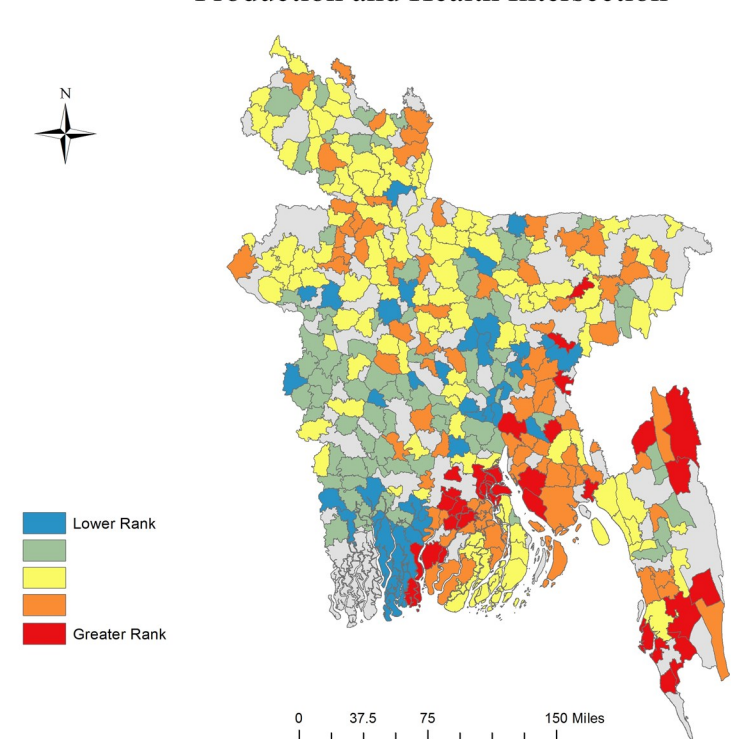 Production and Health Intersection
N
Lower Rank
Greater Rank
0 37.5 75 150 Miles